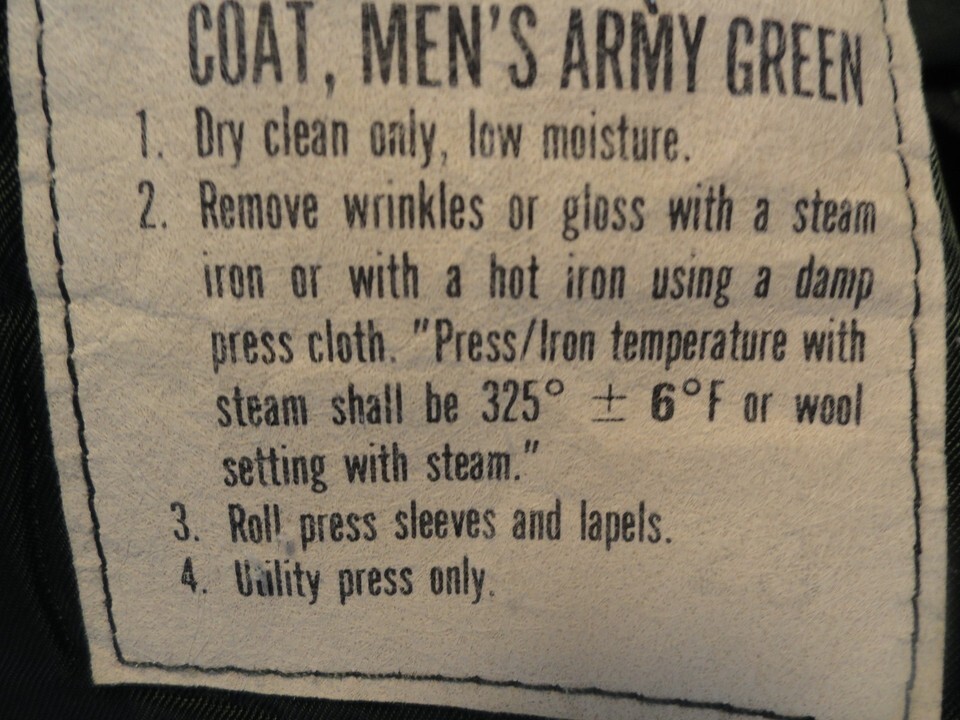 COAT, MEN'S ARMY GREEN
1. Dry clean only, low moisture.
2. Remove wrinkles or gloss with a steam
iron or with a hot iron using a damp
press cloth. "Press/Iron temperature with
steam shall be 325° ± 6°F or wool
setting with steam."
3. Roll press sleeves and lapels.
4. Utility press only.